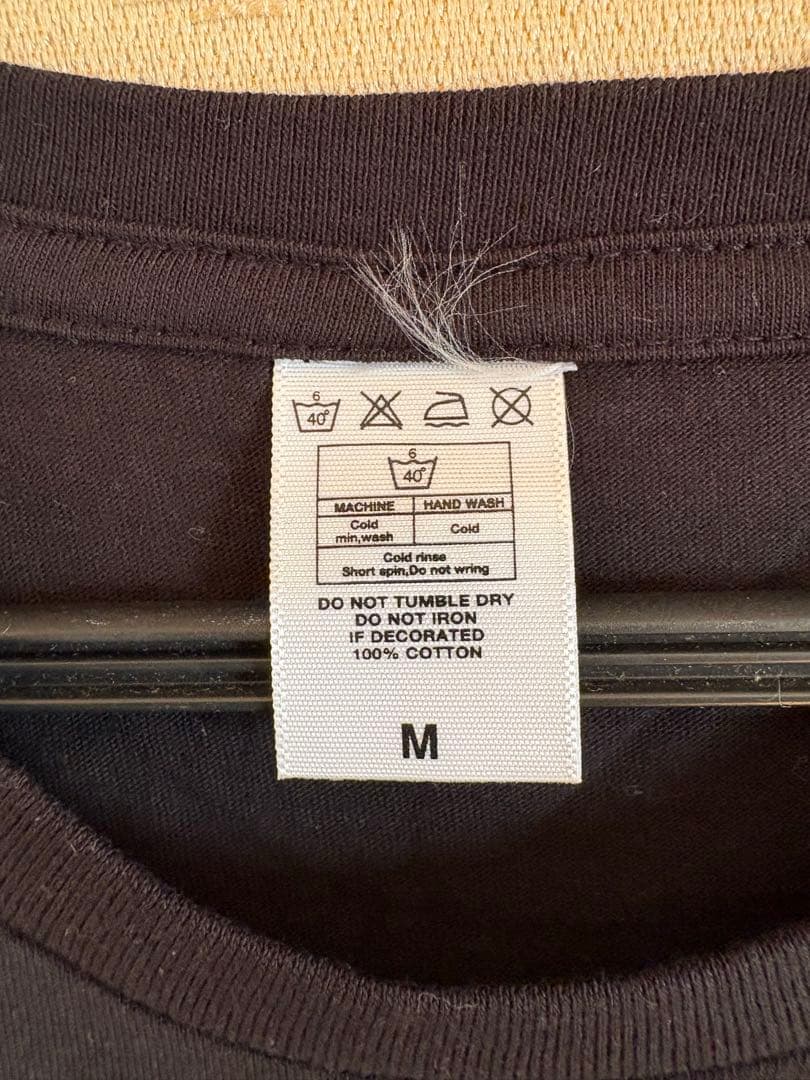 6
40°
6
40°
MACHINE HAND WASH
Cold Cold
min,wash
Cold rinse
Short spin,Do not wring
DO NOT TUMBLE DRY
DO NOT IRON
IF DECORATED
100% COTTON
M